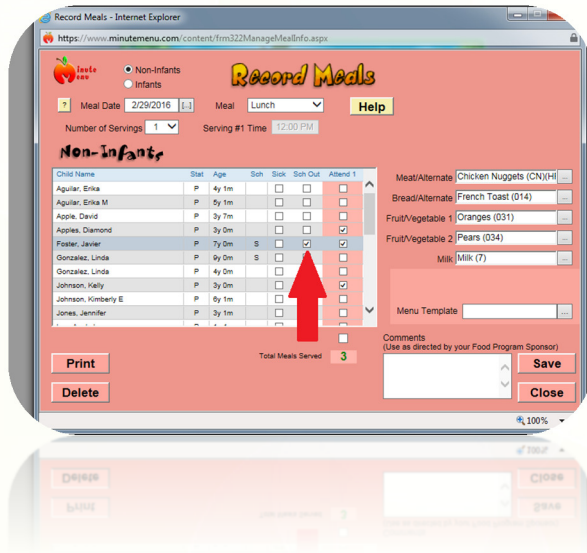 Record Meals - Internet Explorer
https://www.minutemenu.com/content/frm322ManageMealInfo.aspx
Minute Menu
Non-Infants
Infants
Record Meals
? Meal Date 2/29/2016 [..] Meal Lunch Help
Number of Servings 1 Serving #1 Time 12:00 PM
Non-Infants
Child Name Stat Age Sch Sick Sch Out Attend 1
Aguilar, Erika P 4y 1m
Aguilar, Erika M P 5y 1m
Apple, David P 3y 7m
Apples, Diamond P 3y 0m
Foster, Javier P 7y 0m S
Gonzalez, Linda P 9y 0m S
Gonzalez, Linda P 4y 0m
Johnson, Kelly P 3y 0m
Johnson, Kimberly E P 6y 1m
Jones, Jennifer P 3y 1m
Total Meals Served 3
Meat/Alternate Chicken Nuggets (CN)(HI ...
Bread/Alternate French Toast (014) ...
Fruit/Vegetable 1 Oranges (031) ...
Fruit/Vegetable 2 Pears (034) ...
Milk Milk (7) ...
Menu Template ...
Comments
(Use as directed by your Food Program Sponsor)
Print
Delete
Save
Close
100%